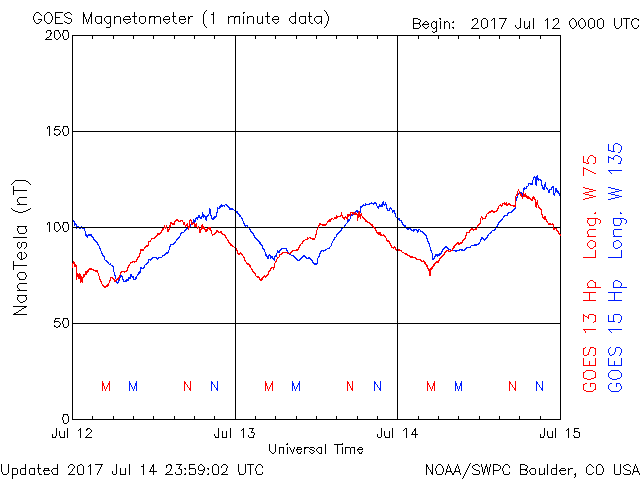 GOES Magnetometer (1 minute data)
Begin: 2017 Jul 12 0000 UTC
200
150
100
50
0
NanoTesla (nT)
M M N N M M N N M M N N
Jul 12 Jul 13 Jul 14 Jul 15
Universal Time
GOES 13 Hp Long. W 75
GOES 15 Hp Long. W 135
Updated 2017 Jul 14 23:59:02 UTC
NOAA/SWPC Boulder, CO USA